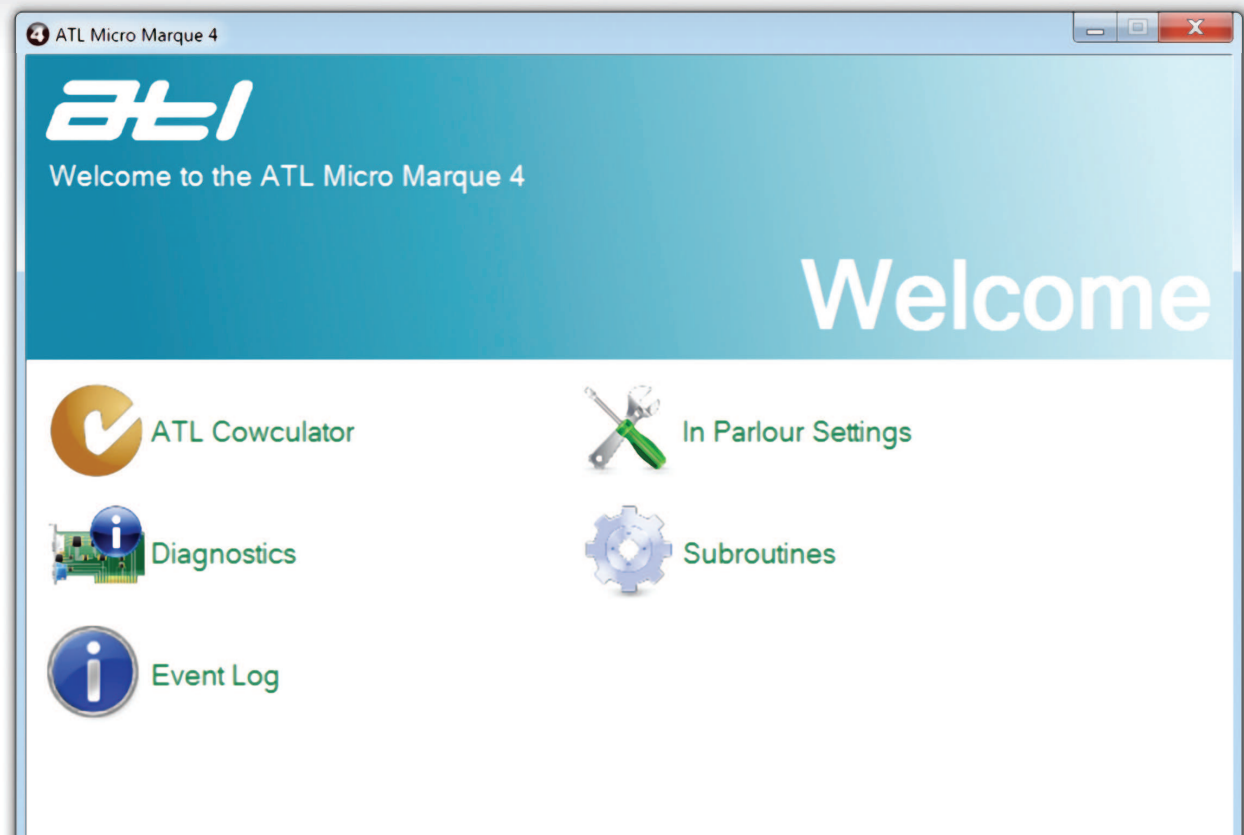 4 ATL Micro Marque 4
atl
Welcome to the ATL Micro Marque 4
Welcome
ATL Cowculator
In Parlour Settings
Diagnostics
Subroutines
Event Log